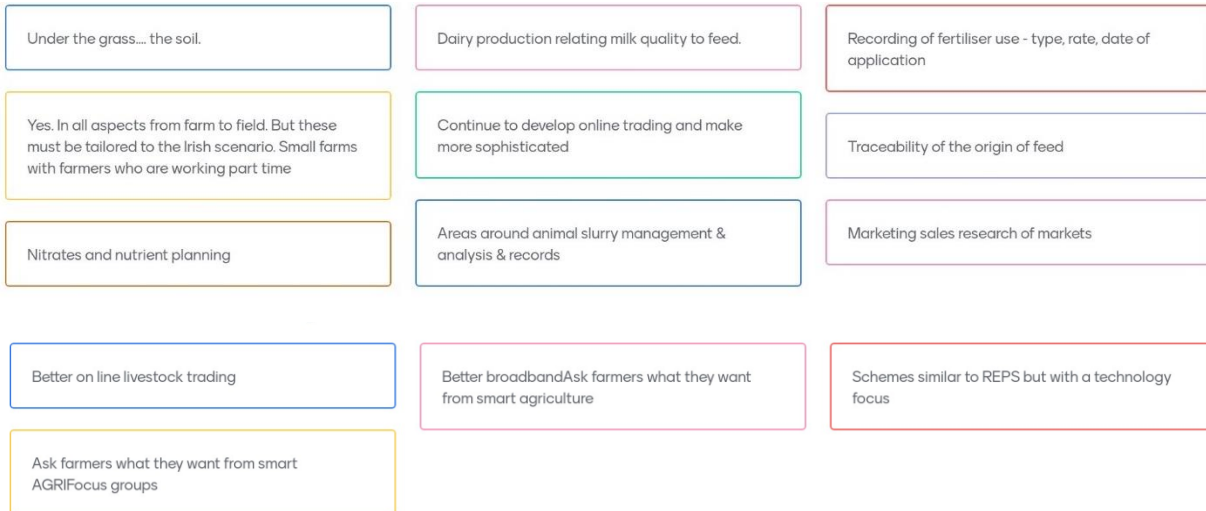 Under the grass.... the soil.
Yes. In all aspects from farm to field. But these
must be tailored to the Irish scenario. Small farms
with farmers who are working part time
Nitrates and nutrient planning
Dairy production relating milk quality to feed.
Continue to develop online trading and make
more sophisticated
Areas around animal slurry management &
analysis & records
Recording of fertiliser use - type, rate, date of
application
Traceability of the origin of feed
Marketing sales research of markets
Better on line livestock trading
Ask farmers what they want from smart
AGRIFocus groups
Better broadbandAsk farmers what they want
from smart agriculture
Schemes similar to REPS but with a technology
focus